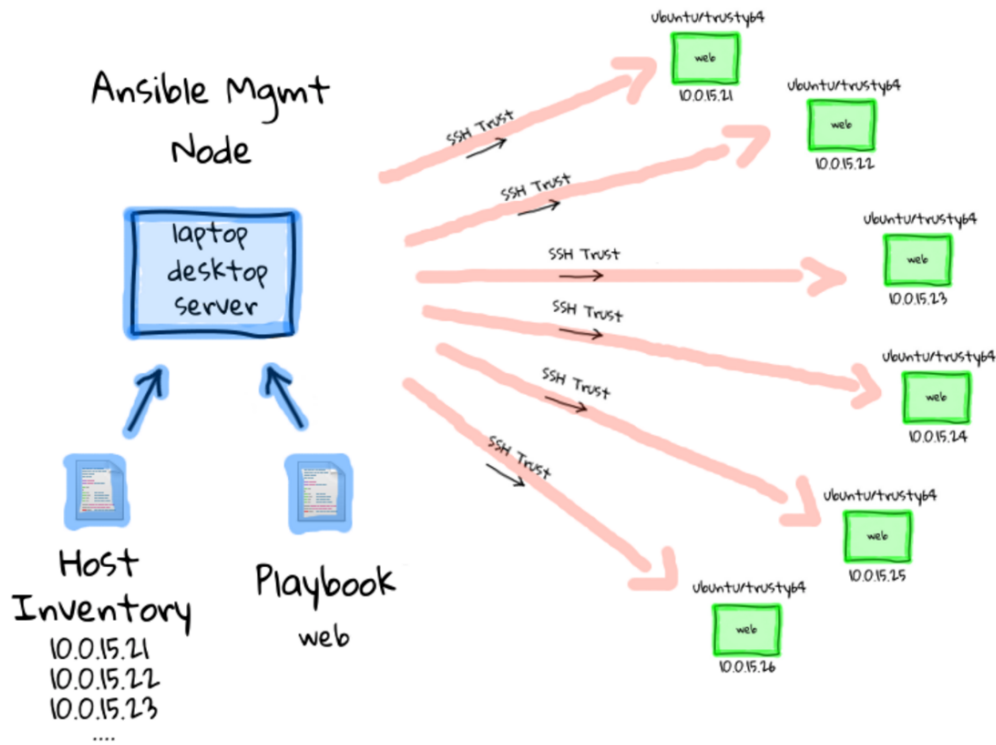 Ansible Mgmt
Node
laptop
desktop
server
Host
Inventory
10.0.15.21
10.0.15.22
10.0.15.23
....
Playbook
web
SSH Trust
SSH Trust
SSH Trust
SSH Trust
SSH Trust
SSH Trust
ubuntu/trusty64
web
10.0.15.21
ubuntu/trusty64
web
10.0.15.22
ubuntu/trusty64
web
10.0.15.23
ubuntu/trusty64
web
10.0.15.24
ubuntu/trusty64
web
10.0.15.25
ubuntu/trusty64
web
10.0.15.26